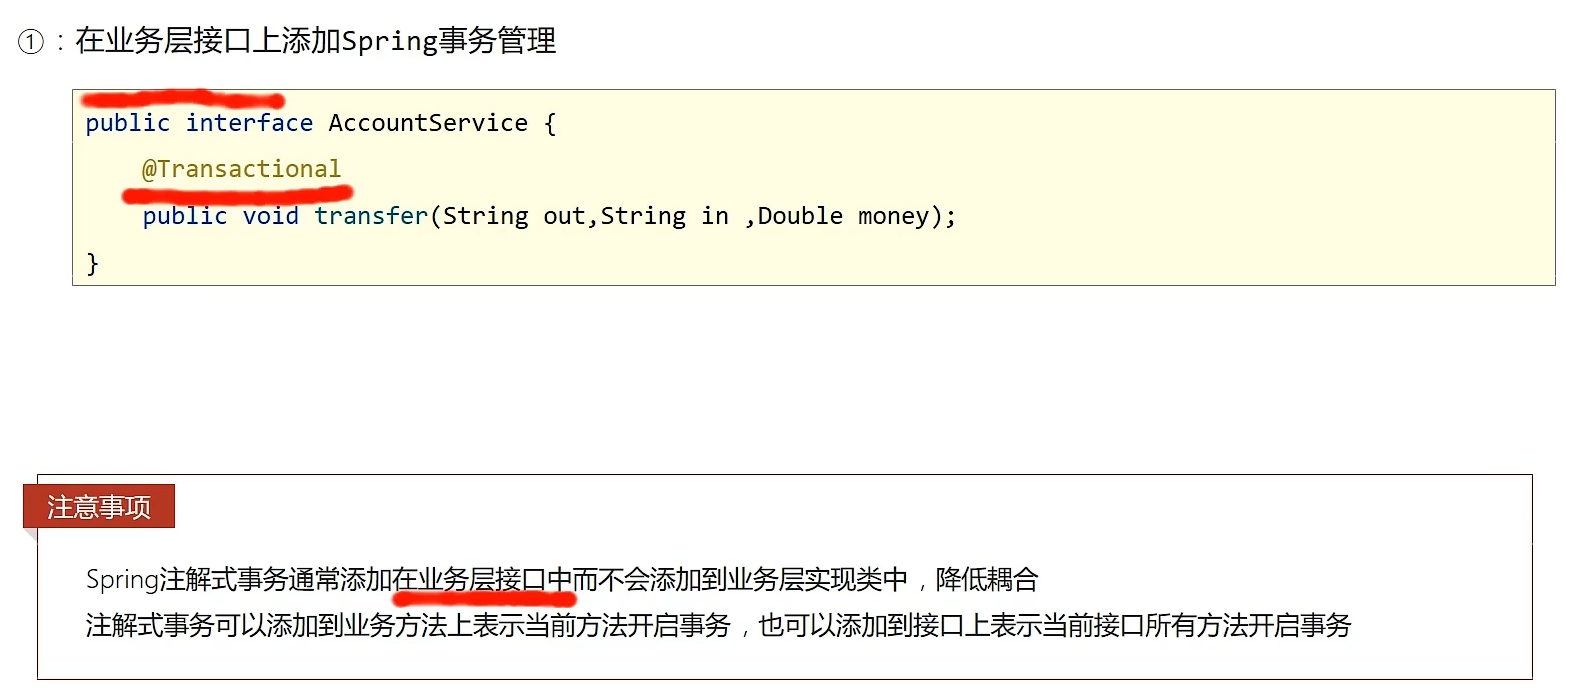 ①：在业务层接口上添加Spring事务管理
public interface AccountService {
@Transactional
public void transfer(String out,String in ,Double money);
}
注意事项
Spring注解式事务通常添加在业务层接口中而不会添加到业务层实现类中，降低耦合
注解式事务可以添加到业务方法上表示当前方法开启事务，也可以添加到接口上表示当前接口所有方法开启事务